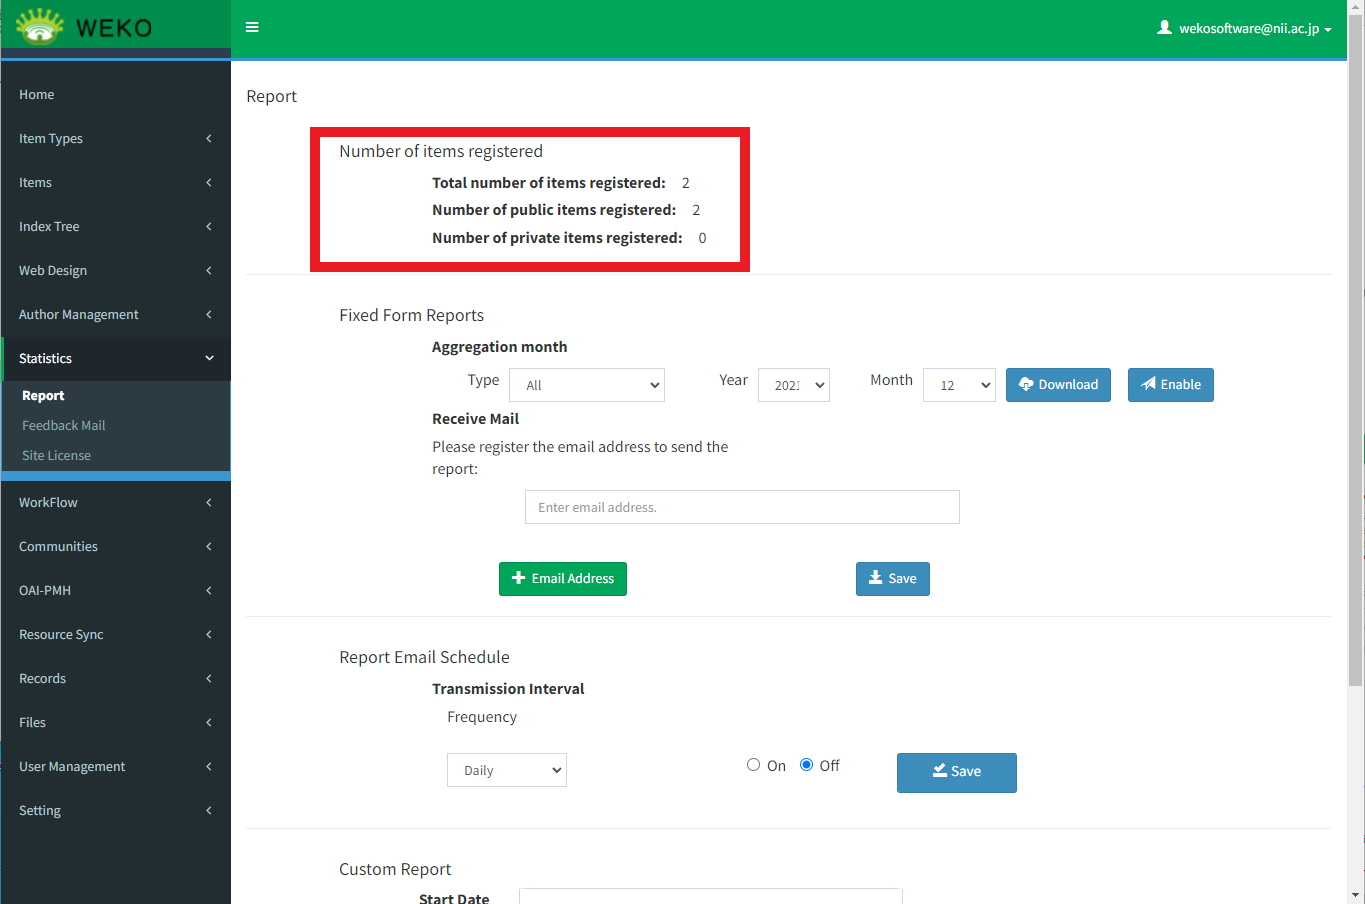 WEKO
wekosoftware@nii.ac.jp
Home
Item Types
Items
Index Tree
Web Design
Author Management
Statistics
Report
Feedback Mail
Site License
WorkFlow
Communities
OAI-PMH
Resource Sync
Records
Files
User Management
Setting
Report
Number of items registered
Total number of items registered: 2
Number of public items registered: 2
Number of private items registered: 0
Fixed Form Reports
Aggregation month
Type All Year 2021 Month 12 Download Enable
Receive Mail
Please register the email address to send the
report:
Enter email address.
Email Address Save
Report Email Schedule
Transmission Interval
Frequency
Daily On Off Save
Custom Report
Start Date